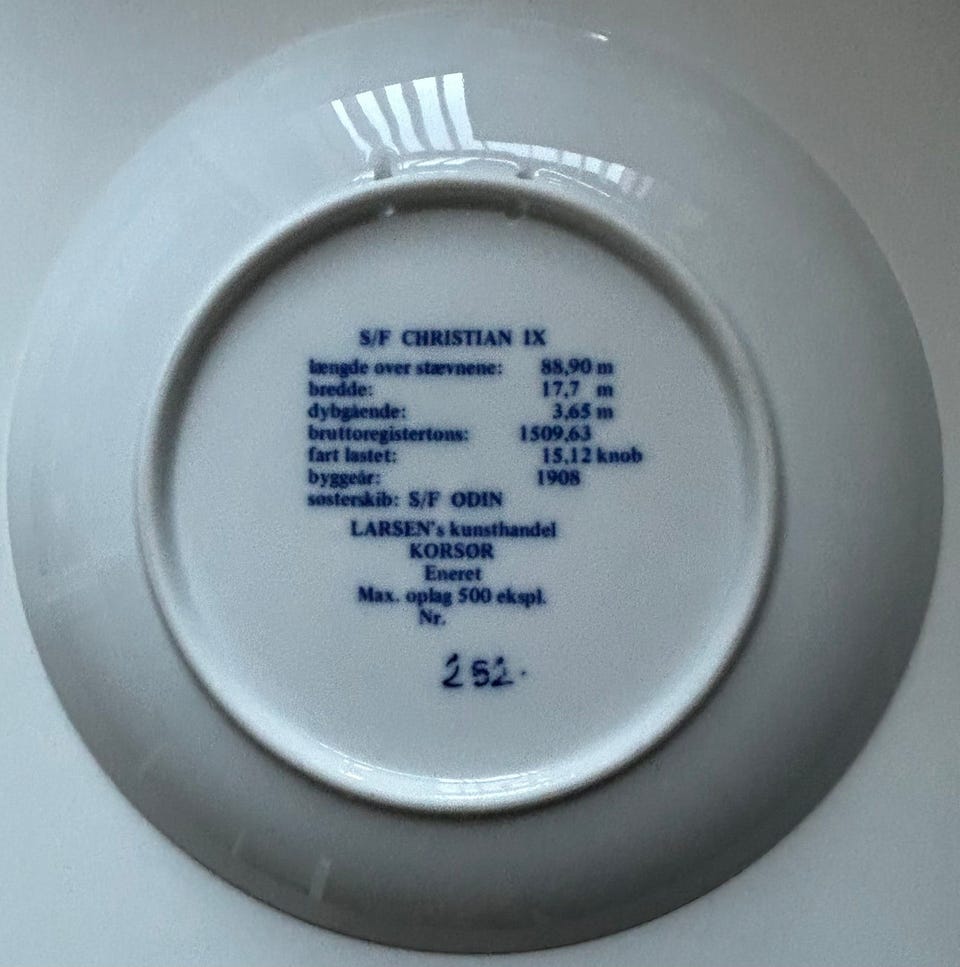 S/F CHRISTIAN IX
længde over stævnene: 88,90 m
bredde: 17,7 m
dybgående: 3,65 m
bruttoregistertons: 1509,63
fart lastet: 15,12 knob
byggeår: 1908
søsterskib: S/F ODIN
LARSEN's kunsthandel
KORSØR
Eneret
Max. oplag 500 ekspl.
Nr.
252.